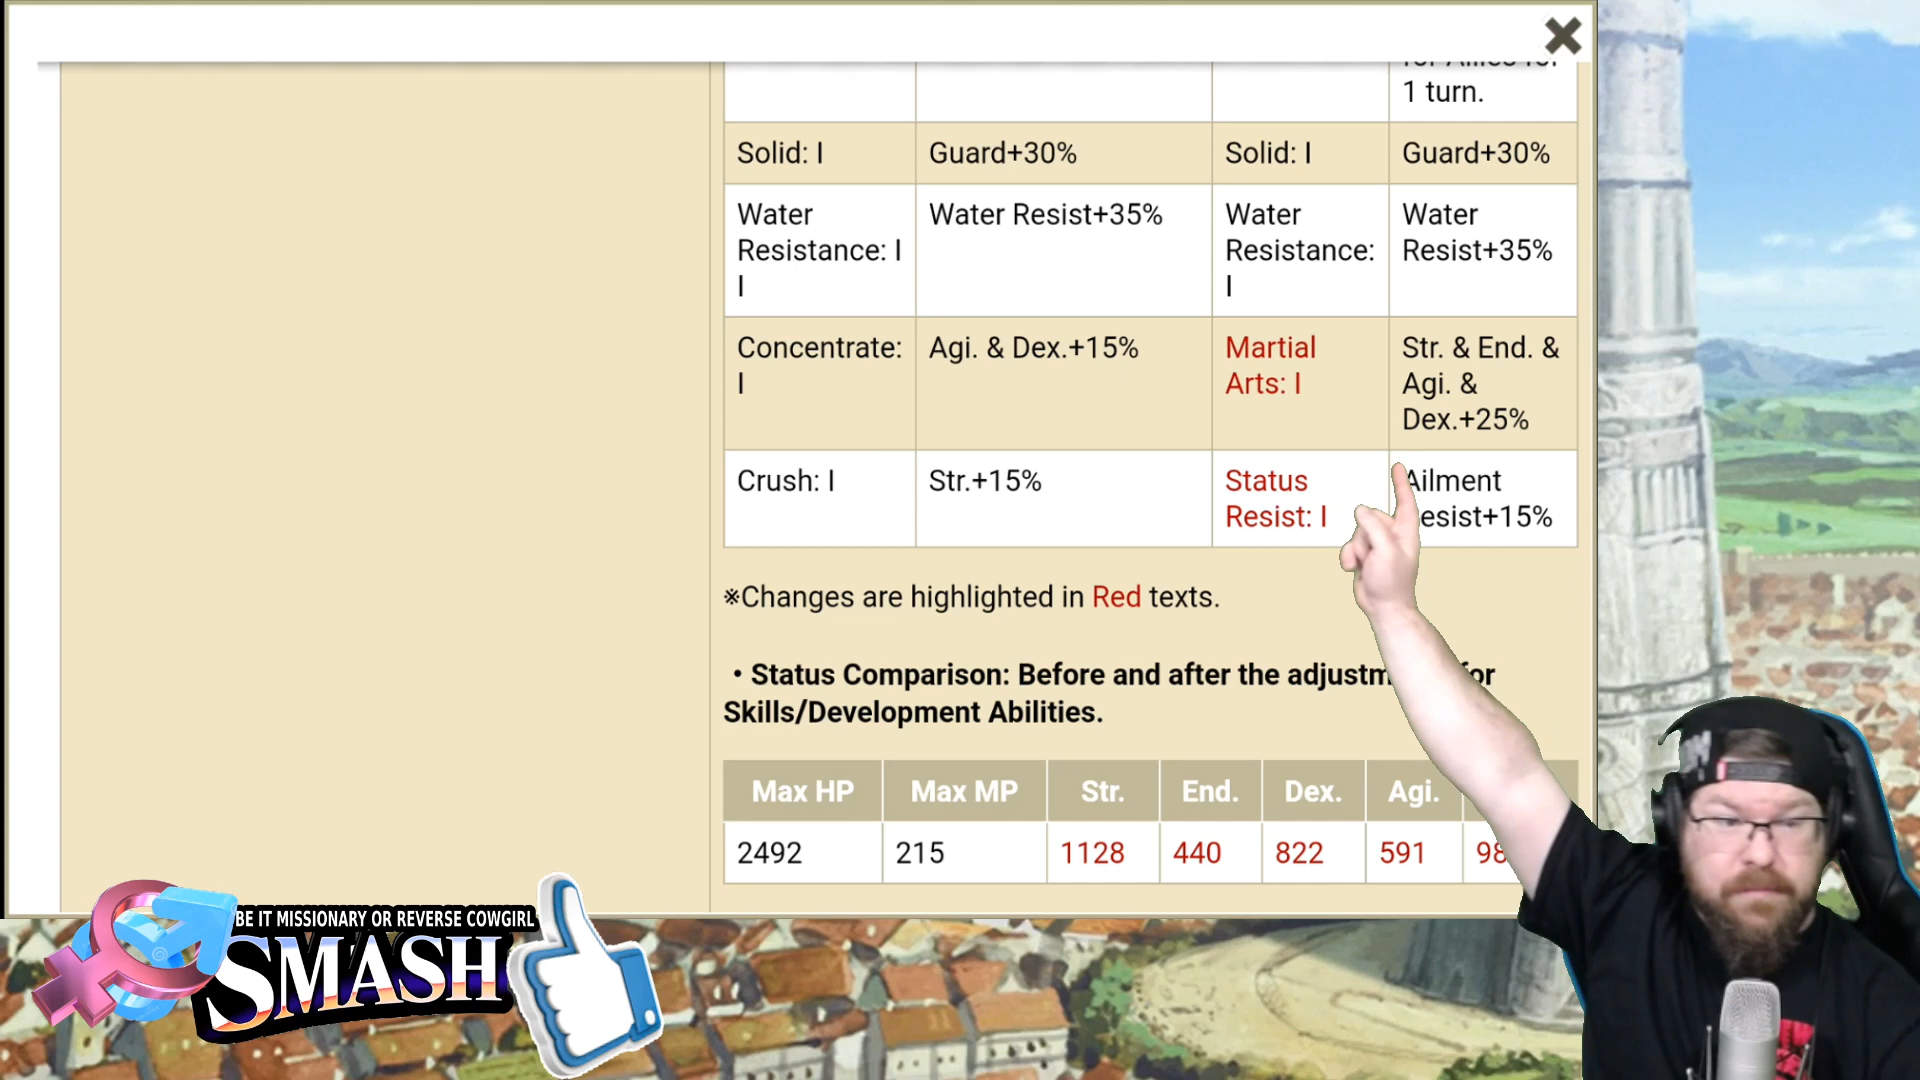 1 turn.
Solid: I
Guard+30%
Solid: I
Guard+30%
Water
Resistance: I
I
Water Resist+35%
Water
Resistance:
I
Water
Resist+35%
Concentrate:
I
Agi. & Dex.+15%
Martial
Arts: I
Str. & End. &
Agi. &
Dex.+25%
Crush: I
Str.+15%
Status
Resist: I
Ailment
esist+15%
※Changes are highlighted in Red texts.
・Status Comparison: Before and after the adjustm or
Skills/Development Abilities.
Max HP Max MP Str. End. Dex. Agi.
2492 215 1128 440 822 591 98
BE IT MISSIONARY OR REVERSE COWGIRL
SMASH